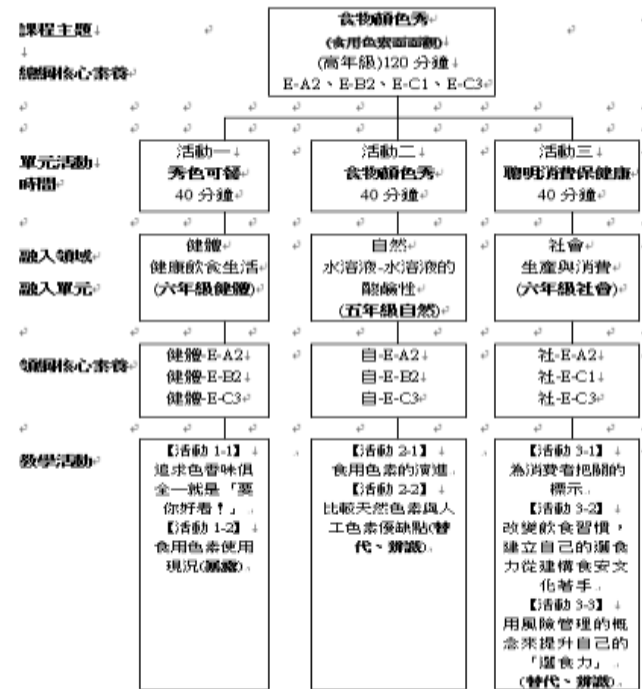 課程主題
總綱核心素養
食物顏色秀
(食用色素面面觀)
(高年級)120 分鐘
E-A2、E-B2、E-C1、E-C3
單元活動
時間
活動一
秀色可餐
40 分鐘
活動二
食物顏色秀
40 分鐘
活動三
聰明消費保健康
40 分鐘
融入領域
融入單元
健體
健康飲食生活
(六年級健體)
自然
水溶液-水溶液的
酸鹼性
(五年級自然)
社會
生產與消費
(六年級社會)
領綱核心素養
健體-E-A2
健體-E-B2
健體-E-C3
自-E-A2
自-E-B2
自-E-C3
社-E-A2
社-E-C1
社-E-C3
教學活動
【活動 1-1】
追求色香味俱
全—就是「要
你好看！」
【活動 1-2】
食用色素使用
現況(暴露)
【活動 2-1】
食用色素的演進
【活動 2-2】
比較天然色素與人
工色素優缺點(替
代、辨識)
【活動 3-1】
為消費者把關的
標示
【活動 3-2】
改變飲食習慣，
建立自己的選食
力從建構食安文
化著手
【活動 3-3】
用風險管理的概
念來提升自己的
「選食力」
(替代、辨識)